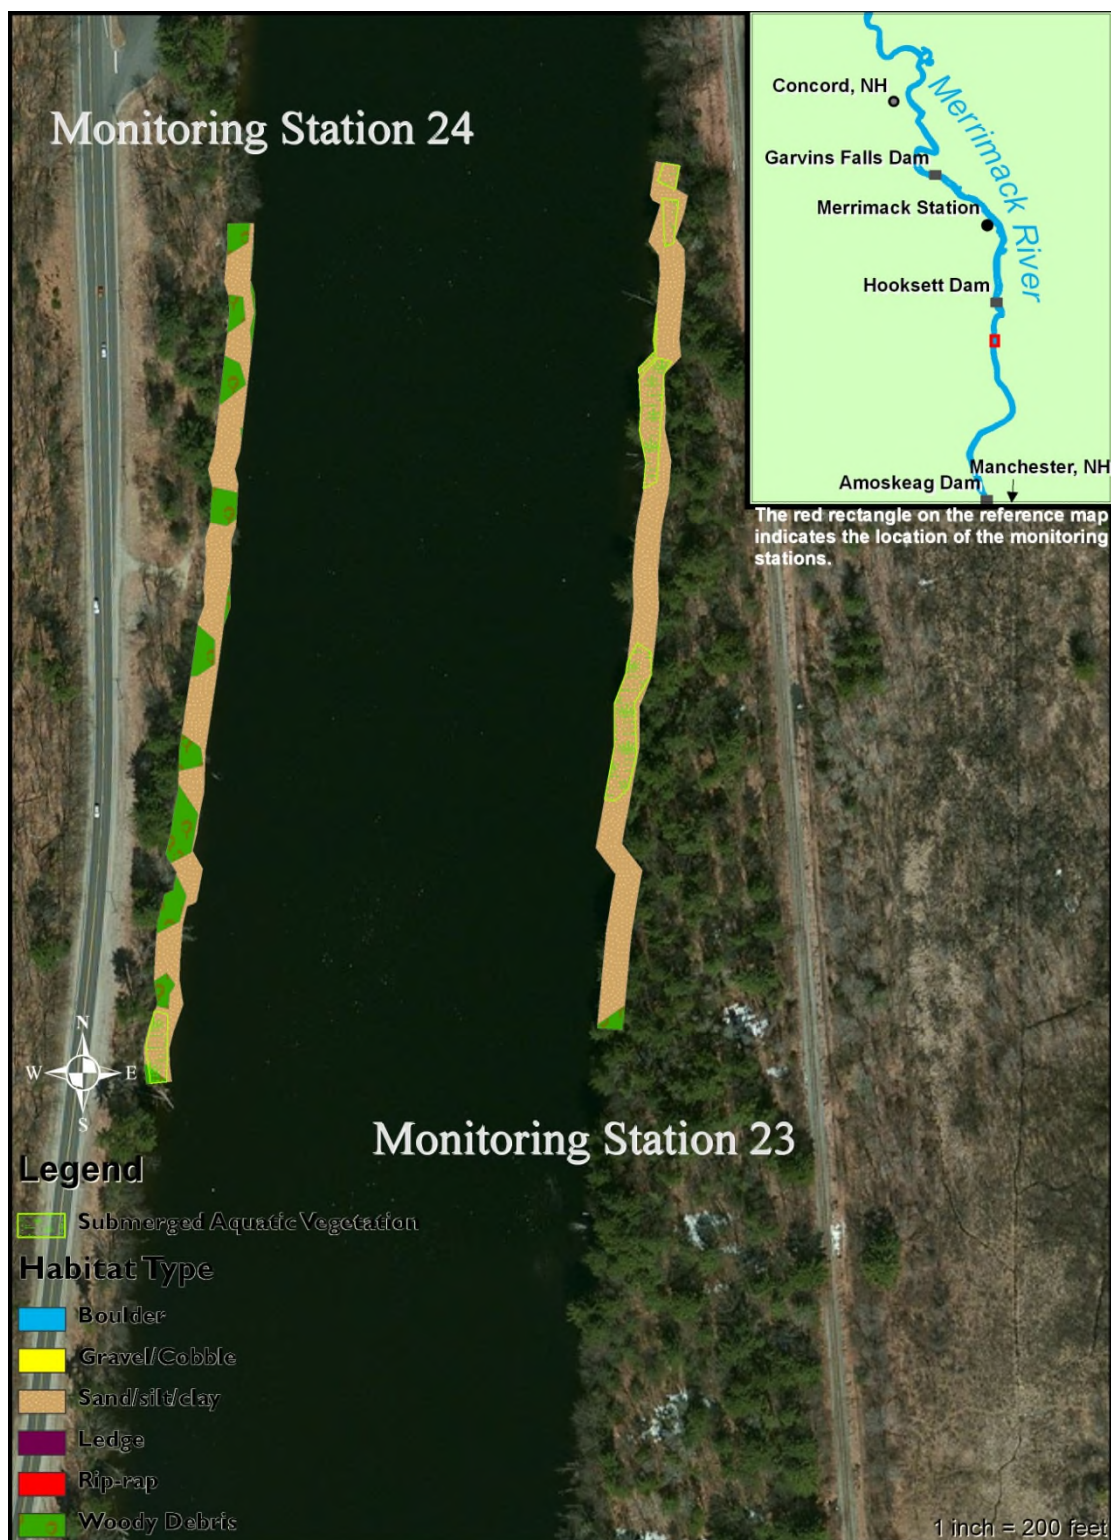 Monitoring Station 24
Concord, NH
Merrimack River
Garvins Falls Dam
Merrimack Station
Hooksett Dam
Manchester, NH
Amoskeag Dam
The red rectangle on the reference map
indicates the location of the monitoring
stations.
N
W
E
S
Monitoring Station 23
Legend
Submerged Aquatic Vegetation
Habitat Type
Boulder
Gravel/Cobble
Sand/silt/clay
Ledge
Rip-rap
Woody Debris
1 inch = 200 feet